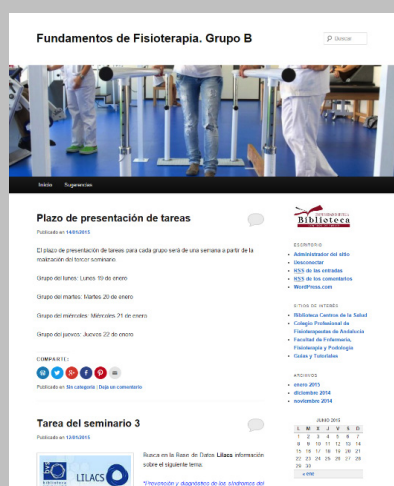 Fundamentos de Fisioterapia. Grupo B
Buscar
Inicio Sugerencias
Plazo de presentación de tareas
Publicado en 14/01/2015
El plazo de presentación de tareas para cada grupo será de una semana a partir de la
realización del tercer seminario.
Grupo del lunes: Lunes 19 de enero
Grupo del martes: Martes 20 de enero
Grupo del miércoles: Miércoles 21 de enero
Grupo del jueves: Jueves 22 de enero
COMPARTE:
Publicado en Sin categoría | Deja un comentario
Tarea del seminario 3
Publicado en 12/01/2015
LILACS
Busca en la Base de Datos Lilacs información
sobre el siguiente tema:
"Prevención y diagnóstico de los síndromes del
Biblioteca
ESCRITORIO
Administrador del sitio
Desconectar
RSS de las entradas
RSS de los comentarios
WordPress.com
SITIOS DE INTERÉS
Biblioteca Centros de la Salud
Colegio Profesional de
Fisioterapeutas de Andalucía
Facultad de Enfermería,
Fisioterapia y Podología
Guías y Tutoriales
ARCHIVOS
enero 2015
diciembre 2014
noviembre 2014
JUNIO 2015
L M X J V S D
1 2 3 4 5 6 7
8 9 10 11 12 13 14
15 16 17 18 19 20 21
22 23 24 25 26 27 28
29 30
« ene